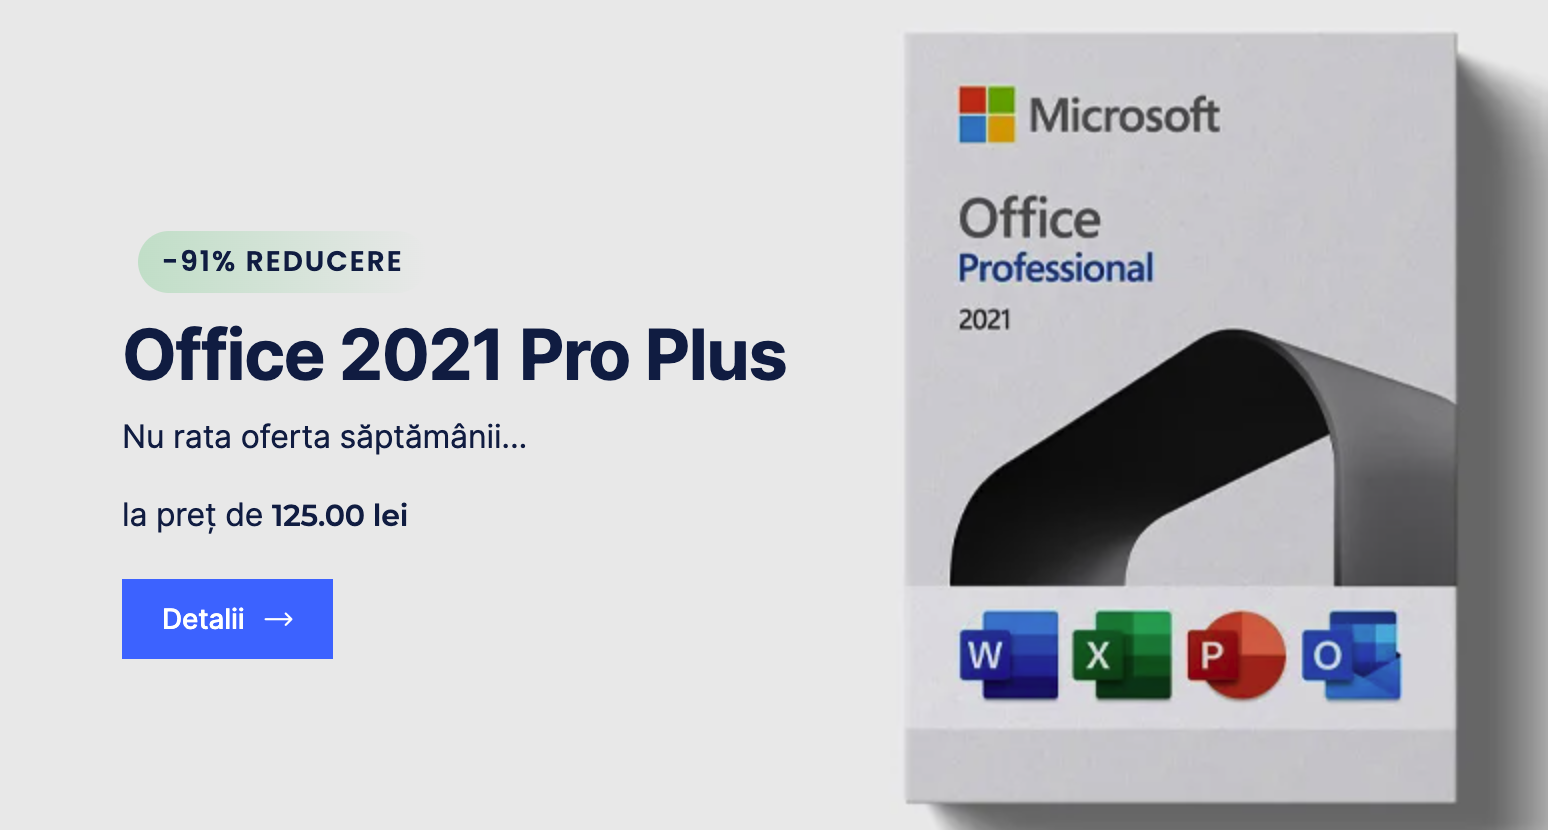 -91% REDUCERE
Office 2021 Pro Plus
Nu rata oferta săptămânii...
la preț de 125.00 lei
Detalii →
Microsoft
Office
Professional
2021
W X P O